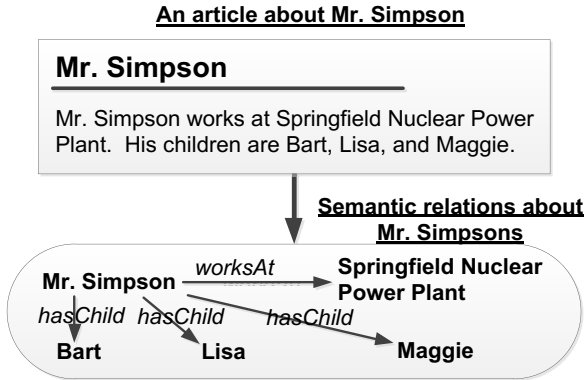 An article about Mr. Simpson
Mr. Simpson
Mr. Simpson works at Springfield Nuclear Power
Plant. His children are Bart, Lisa, and Maggie.
Semantic relations about
Mr. Simpsons
worksAt
Springfield Nuclear
Power Plant
Mr. Simpson
hasChild
hasChild
hasChild
Bart
Lisa
Maggie